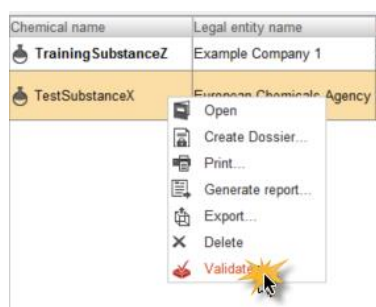 Chemical name Legal entity name
TrainingSubstanceZ Example Company 1
TestSubstanceX European Chemicals Agency
Open
Create Dossier...
Print...
Generate report...
Export...
Delete
Validate